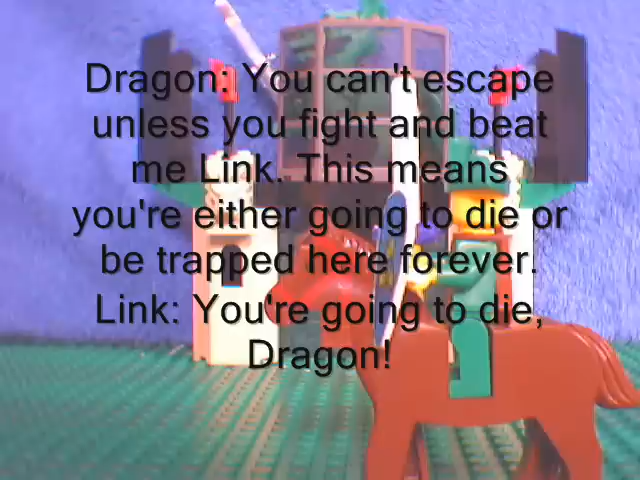 Dragon: You can't escape
unless you fight and beat
me Link. This means
you're either going to die or
be trapped here forever.
Link: You're going to die,
Dragon!